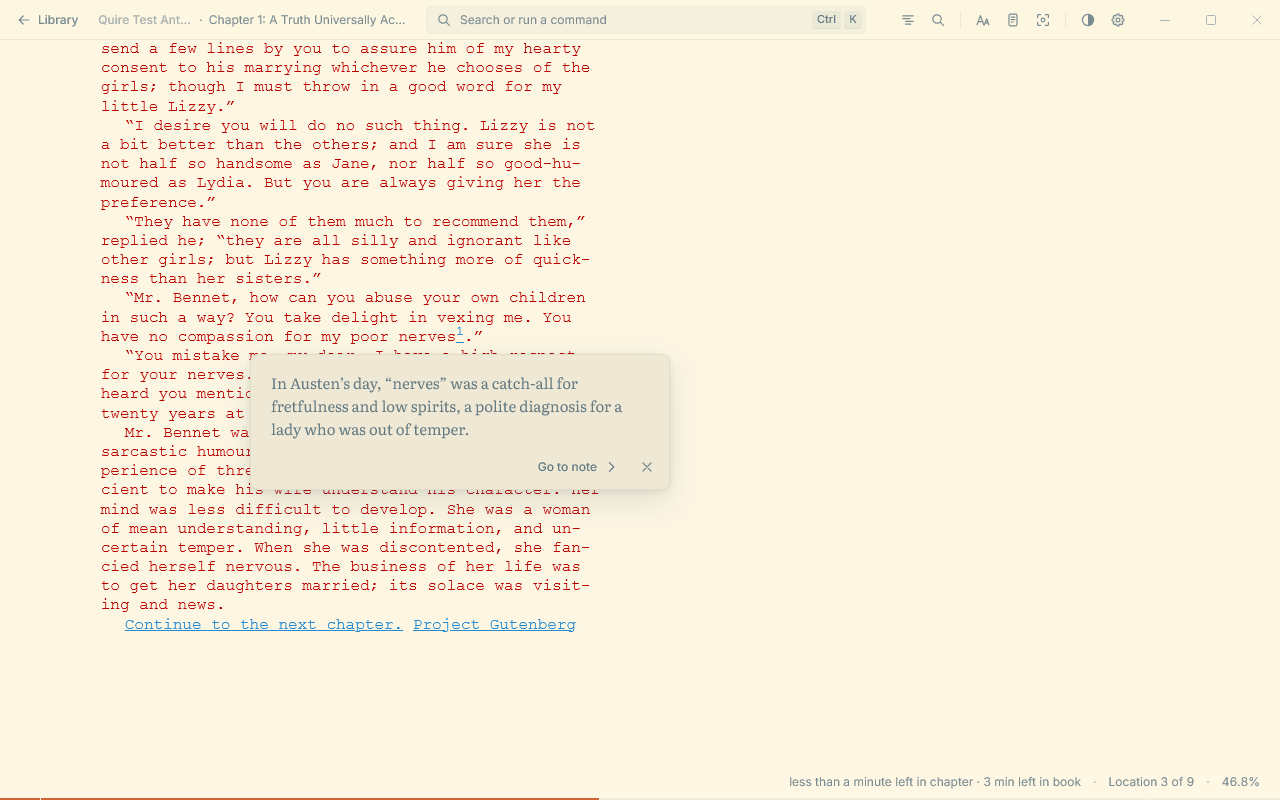 Library
Quire Test Ant... · Chapter 1: A Truth Universally Ac...
Search or run a command
Ctrl K
send a few lines by you to assure him of my hearty
consent to his marrying whichever he chooses of the
girls; though I must throw in a good word for my
little Lizzy.”
“I desire you will do no such thing. Lizzy is not
a bit better than the others; and I am sure she is
not half so handsome as Jane, nor half so good-hu-
moured as Lydia. But you are always giving her the
preference.”
“They have none of them much to recommend them,”
replied he; “they are all silly and ignorant like
other girls; but Lizzy has something more of quick-
ness than her sisters.”
“Mr. Bennet, how can you abuse your own children
in such a way? You take delight in vexing me. You
have no compassion for my poor nerves1.”
“You mistake me, my dear. I have a high respect
for your nerves.
heard you mentio
twenty years at
Mr. Bennet wa
sarcastic humour
perience of thre
cient to make his wife understand his character. Her
mind was less difficult to develop. She was a woman
of mean understanding, little information, and un-
certain temper. When she was discontented, she fan-
cied herself nervous. The business of her life was
to get her daughters married; its solace was visit-
ing and news.
Continue to the next chapter. Project Gutenberg
In Austen’s day, “nerves” was a catch-all for
fretfulness and low spirits, a polite diagnosis for a
lady who was out of temper.
Go to note
less than a minute left in chapter · 3 min left in book · Location 3 of 9 · 46.8%